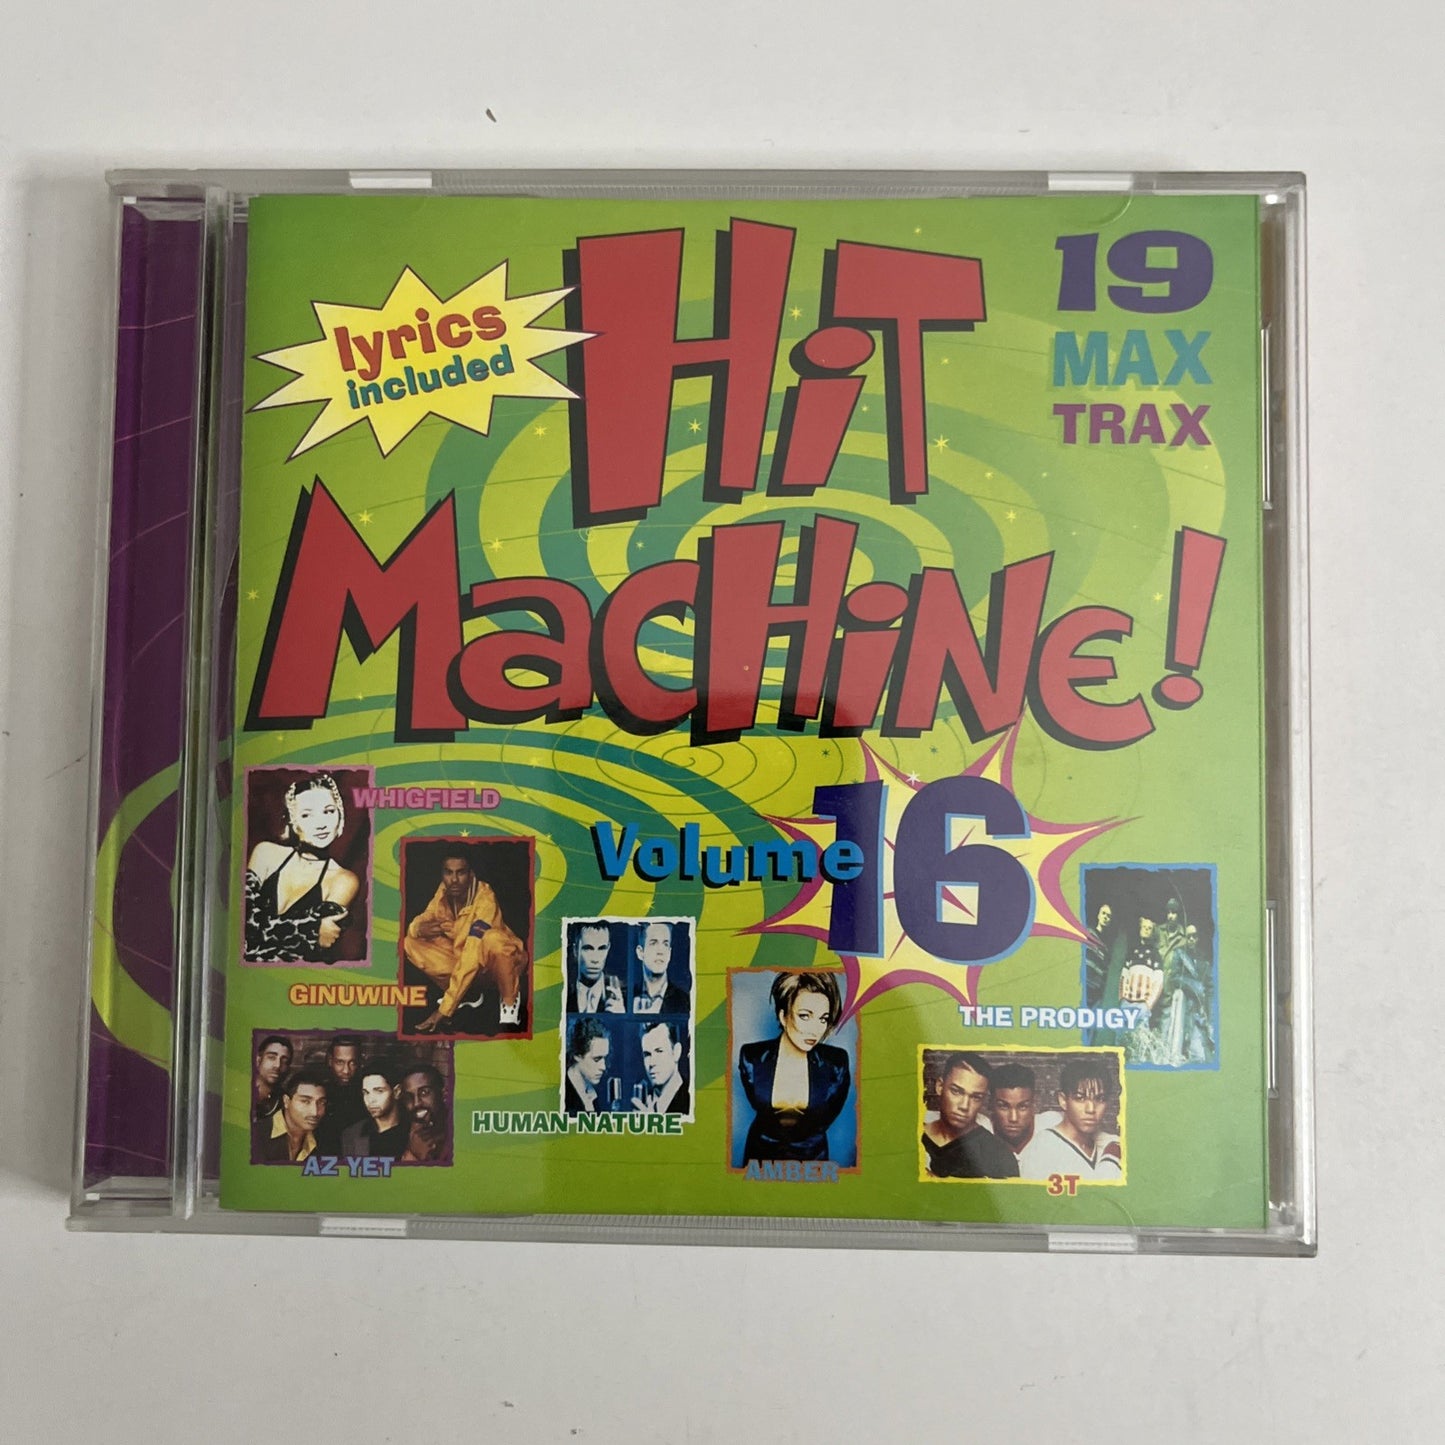 lyrics
included
HiT
MacHiNe!
19
MAX
TRAX
Volume 16
WHIGFIELD
GINUWINE
AZ YET
HUMAN NATURE
AMBER
THE PRODIGY
3T